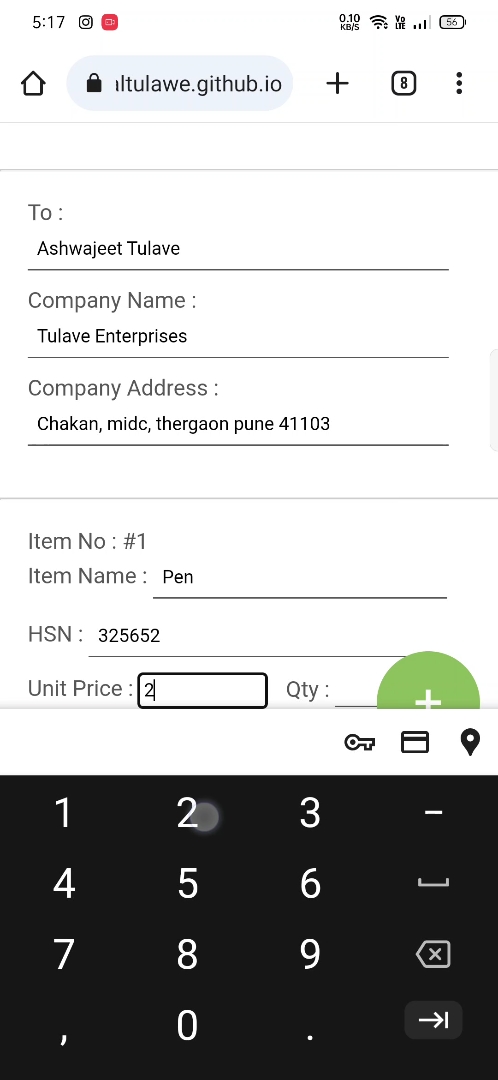 5:17 0.10 KB/S Vo LTE 56
ıltulawe.github.io 8
To :
Ashwajeet Tulave
Company Name :
Tulave Enterprises
Company Address :
Chakan, midc, thergaon pune 41103
Item No : #1
Item Name : Pen
HSN : 325652
Unit Price : 2 Qty : +
1 2 3 –
4 5 6
7 8 9
, 0 .